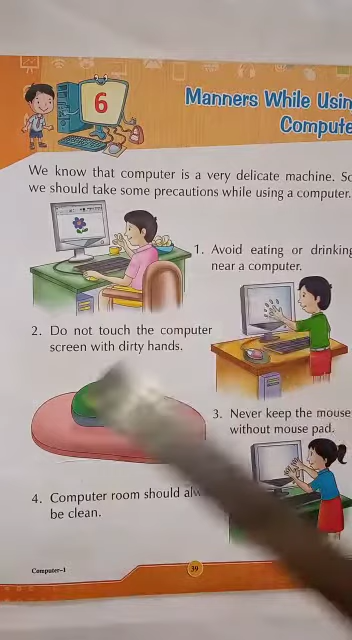 6
Manners While Usin
Compute
We know that computer is a very delicate machine. So
we should take some precautions while using a computer.
1. Avoid eating or drinking
near a computer.
2. Do not touch the computer
screen with dirty hands.
3. Never keep the mouse
without mouse pad.
4. Computer room should alw
be clean.
Computer–1
39